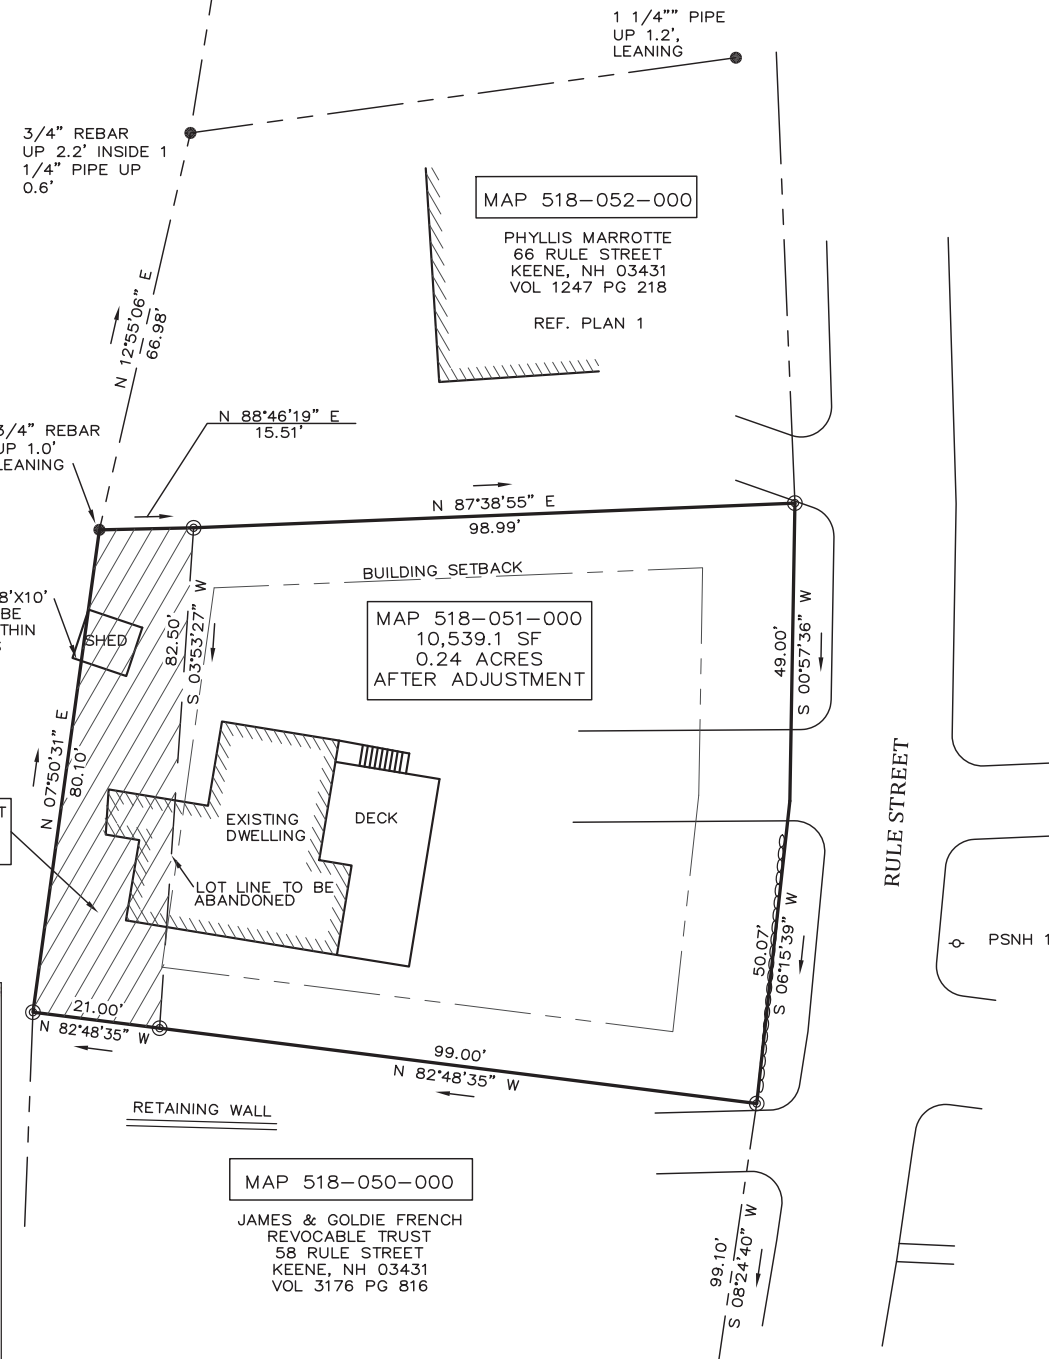 1 1/4"" PIPE
UP 1.2',
LEANING
3/4" REBAR
UP 2.2' INSIDE 1
1/4" PIPE UP
0.6'
MAP 518-052-000
PHYLLIS MARROTTE
66 RULE STREET
KEENE, NH 03431
VOL 1247 PG 218
REF. PLAN 1
N 12°55'06" E
66.98'
3/4" REBAR
UP 1.0'
LEANING
N 88°46'19" E
15.51'
N 87°38'55" E
98.99'
BUILDING SETBACK
8'X10'
BE
THIN
SHED
82.50'
S 03°53'27" W
MAP 518-051-000
10,539.1 SF
0.24 ACRES
AFTER ADJUSTMENT
49.00'
S 00°57'36" W
N 07°50'31" E
80.10'
T
EXISTING
DWELLING
DECK
LOT LINE TO BE
ABANDONED
RULE STREET
50.07'
S 06°15'39" W
PSNH 1
21.00'
N 82°48'35" W
99.00'
N 82°48'35" W
RETAINING WALL
MAP 518-050-000
JAMES & GOLDIE FRENCH
REVOCABLE TRUST
58 RULE STREET
KEENE, NH 03431
VOL 3176 PG 816
99.10'
S 08°24'40" W